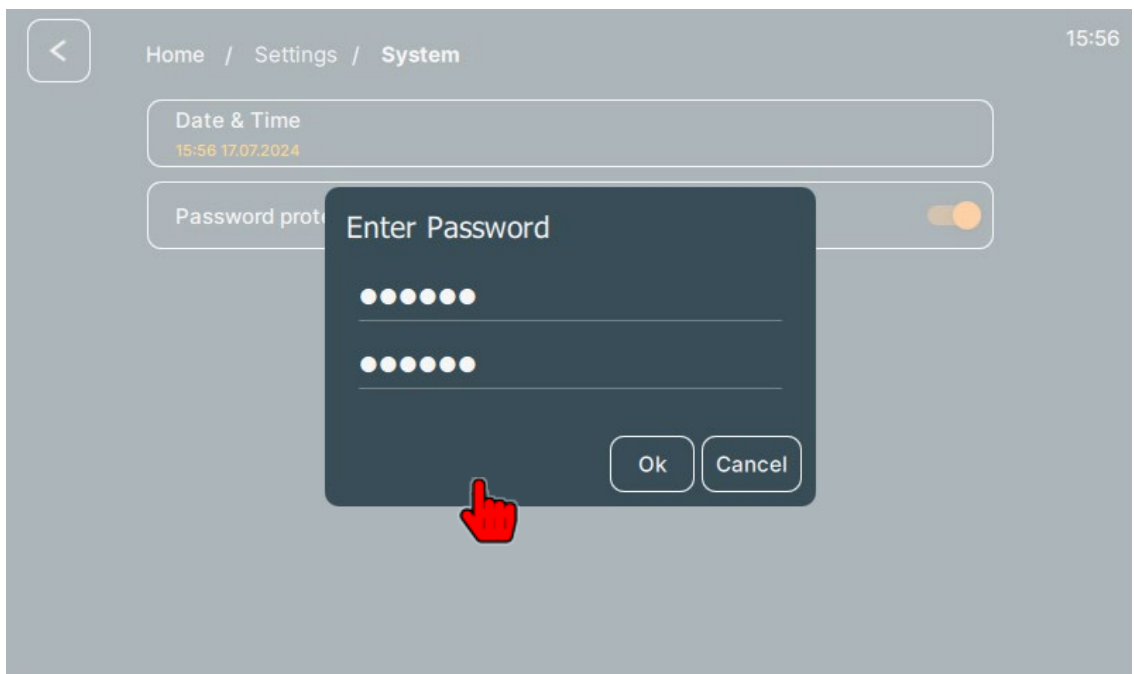 15:56
Home / Settings / System
Date & Time
15:56 17.07.2024
Password prot
Enter Password
●●●●●●
●●●●●●
Ok Cancel